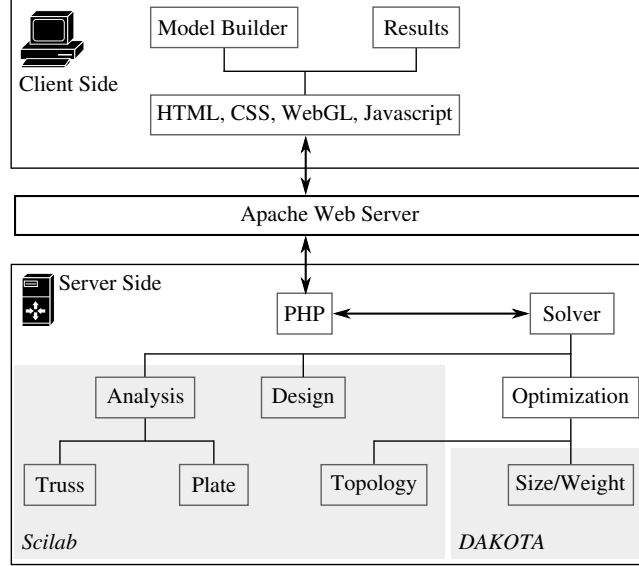 Model Builder
Results
Client Side
HTML, CSS, WebGL, Javascript
Apache Web Server
Server Side
PHP
Solver
Analysis
Design
Optimization
Truss
Plate
Topology
Size/Weight
Scilab
DAKOTA